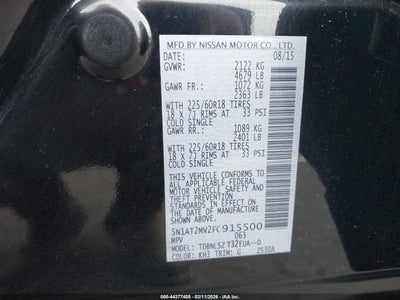 MFD BY NISSAN MOTOR CO., LTD.
DATE: 08/15
GVWR: 2122 KG
4679 LB
GAWR FR: 1072 KG
2363 LB
WITH 225/60R18 TIRES
18 X 7J RIMS AT 33 PSI
COLD SINGLE
GAWR RR: 1089 KG
2401 LB
WITH 225/60R18 TIRES
18 X 7J RIMS AT 33 PSI
COLD SINGLE
THIS VEHICLE CONFORMS TO
ALL APPLICABLE FEDERAL
MOTOR VEHICLE SAFETY
AND THEFT PREVENTION
STANDARDS IN EFFECT ON
THE DATE OF MANUFACTURE
SHOWN ABOVE.
5N1AT2MV2FC915500
MPV 063
MODEL: TDBNLSZ T32EUA--D
COLOR: KH3 TRIM: G 2530A
000-44377405 - 02/11/2026 - IAAI